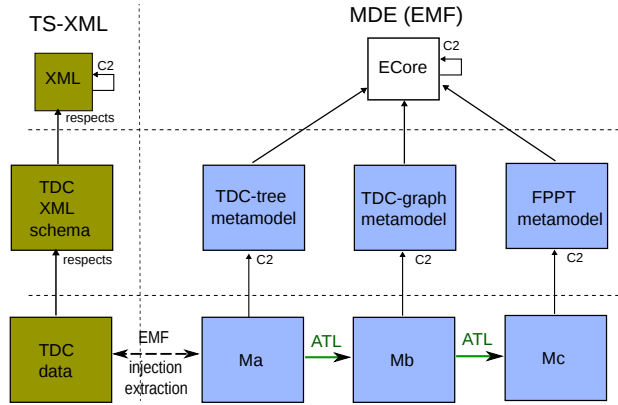 TS-XML
MDE (EMF)
C2
XML
C2
ECore
respects
TDC
XML
schema
TDC-tree
metamodel
TDC-graph
metamodel
FPPT
metamodel
respects
C2
C2
C2
TDC
data
EMF
injection
extraction
Ma
ATL
Mb
ATL
Mc